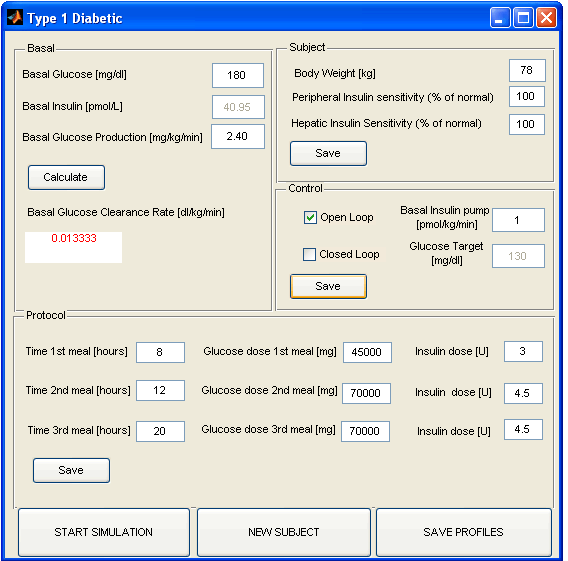 Type 1 Diabetic
Basal
Basal Glucose [mg/dl] 180
Basal Insulin [pmol/L] 40.95
Basal Glucose Production [mg/kg/min] 2.40
Calculate
Basal Glucose Clearance Rate [dl/kg/min]
0.013333
Subject
Body Weight [kg] 78
Peripheral Insulin sensitivity (% of normal) 100
Hepatic Insulin Sensitivity (% of normal) 100
Save
Control
Open Loop
Basal Insulin pump
[pmol/kg/min] 1
Closed Loop
Glucose Target
[mg/dl] 130
Save
Protocol
Time 1st meal [hours] 8 Glucose dose 1st meal [mg] 45000 Insulin dose [U] 3
Time 2nd meal [hours] 12 Glucose dose 2nd meal [mg] 70000 Insulin dose [U] 4.5
Time 3rd meal [hours] 20 Glucose dose 3rd meal [mg] 70000 Insulin dose [U] 4.5
Save
START SIMULATION NEW SUBJECT SAVE PROFILES